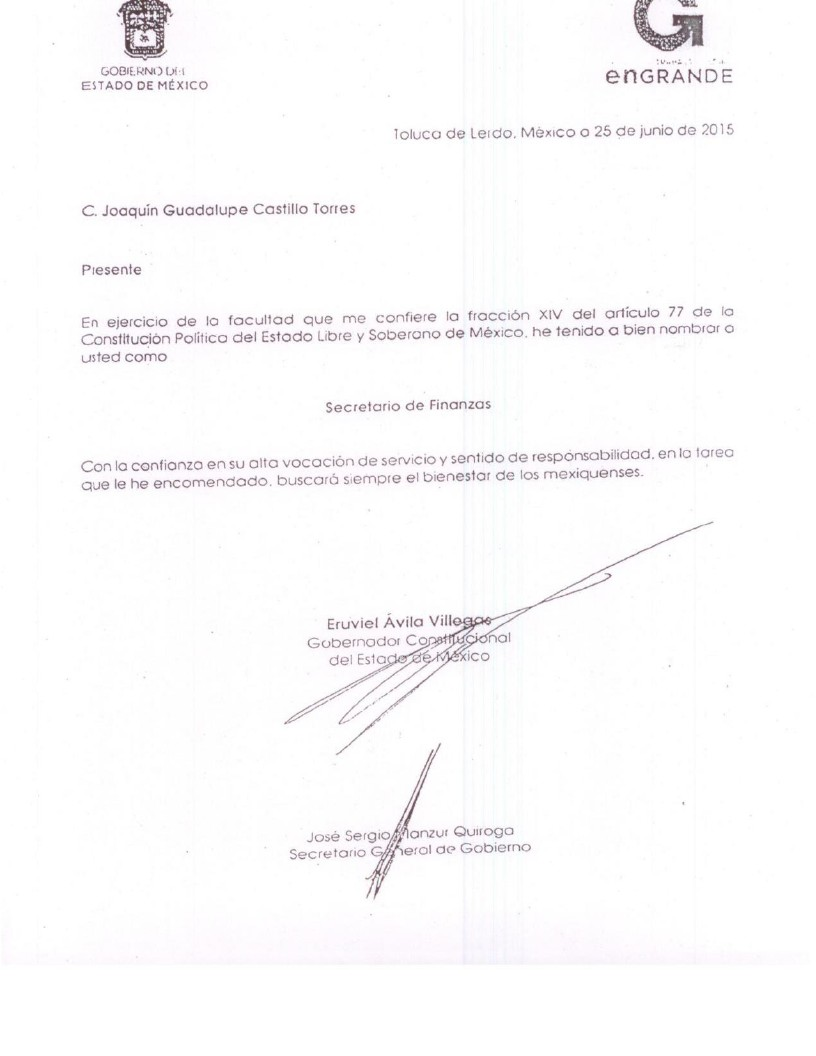 GOBIERNO DEL
ESTADO DE MÉXICO
enGRANDE
Toluca de Lerdo, México a 25 de junio de 2015
C. Joaquín Guadalupe Castillo Torres
Presente
En ejercicio de la facultad que me confiere la fracción XIV del artículo 77 de la
Constitución Política del Estado Libre y Soberano de México, he tenido a bien nombrar a
usted como
Secretario de Finanzas
Con la confianza en su alta vocación de servicio y sentido de responsabilidad, en la tarea
que le he encomendado, buscará siempre el bienestar de los mexiquenses.
Eruviel Ávila Villegas
Gobernador Constitucional
del Estado de México
José Sergio Manzur Quiroga
Secretario General de Gobierno